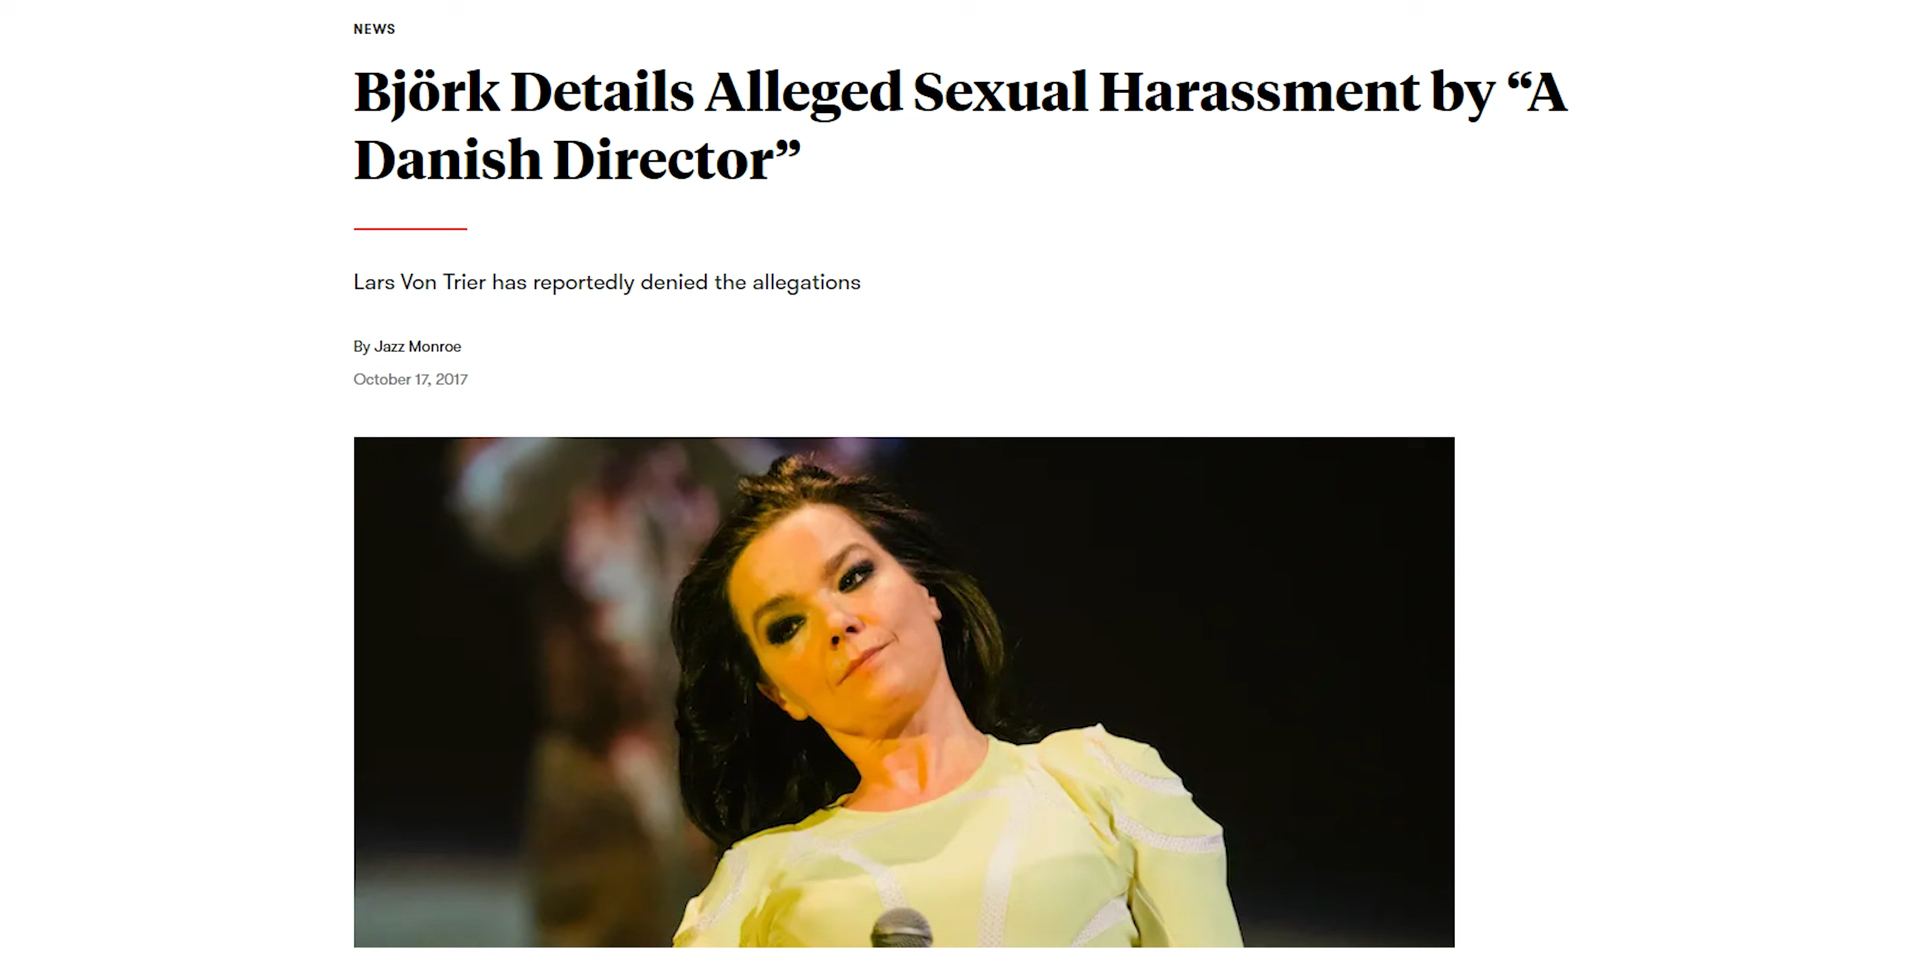 NEWS
Björk Details Alleged Sexual Harassment by “A
Danish Director”
Lars Von Trier has reportedly denied the allegations
By Jazz Monroe
October 17, 2017